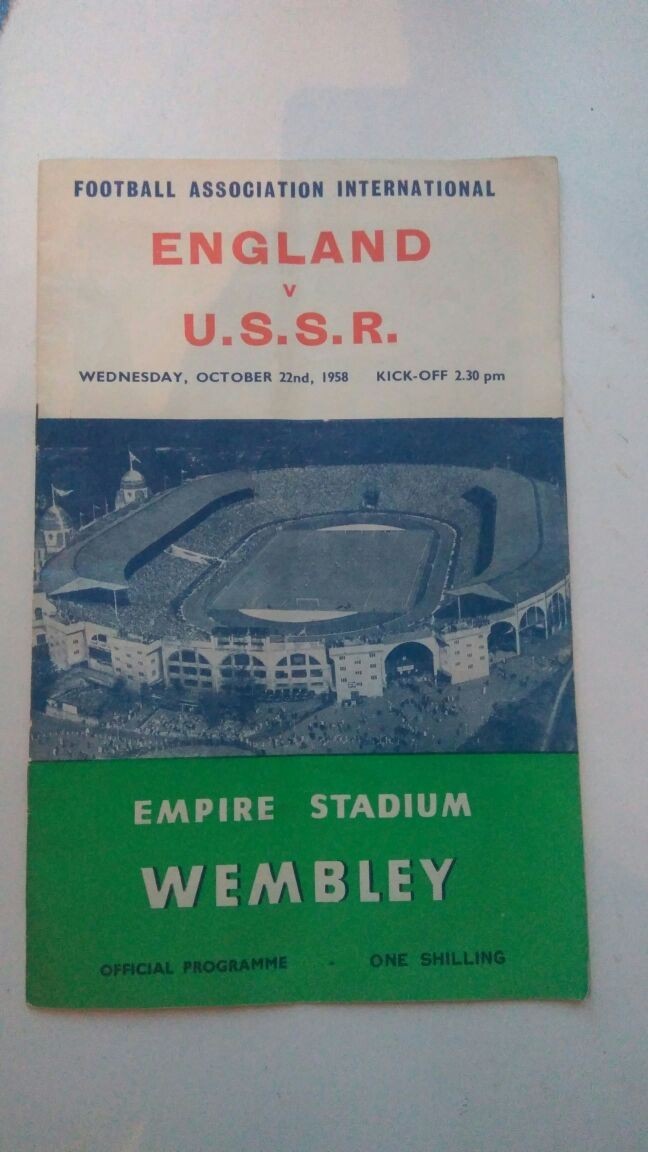 FOOTBALL ASSOCIATION INTERNATIONAL
ENGLAND
v
U.S.S.R.
WEDNESDAY, OCTOBER 22nd, 1958 KICK-OFF 2.30 pm
EMPIRE STADIUM
WEMBLEY
OFFICIAL PROGRAMME - ONE SHILLING